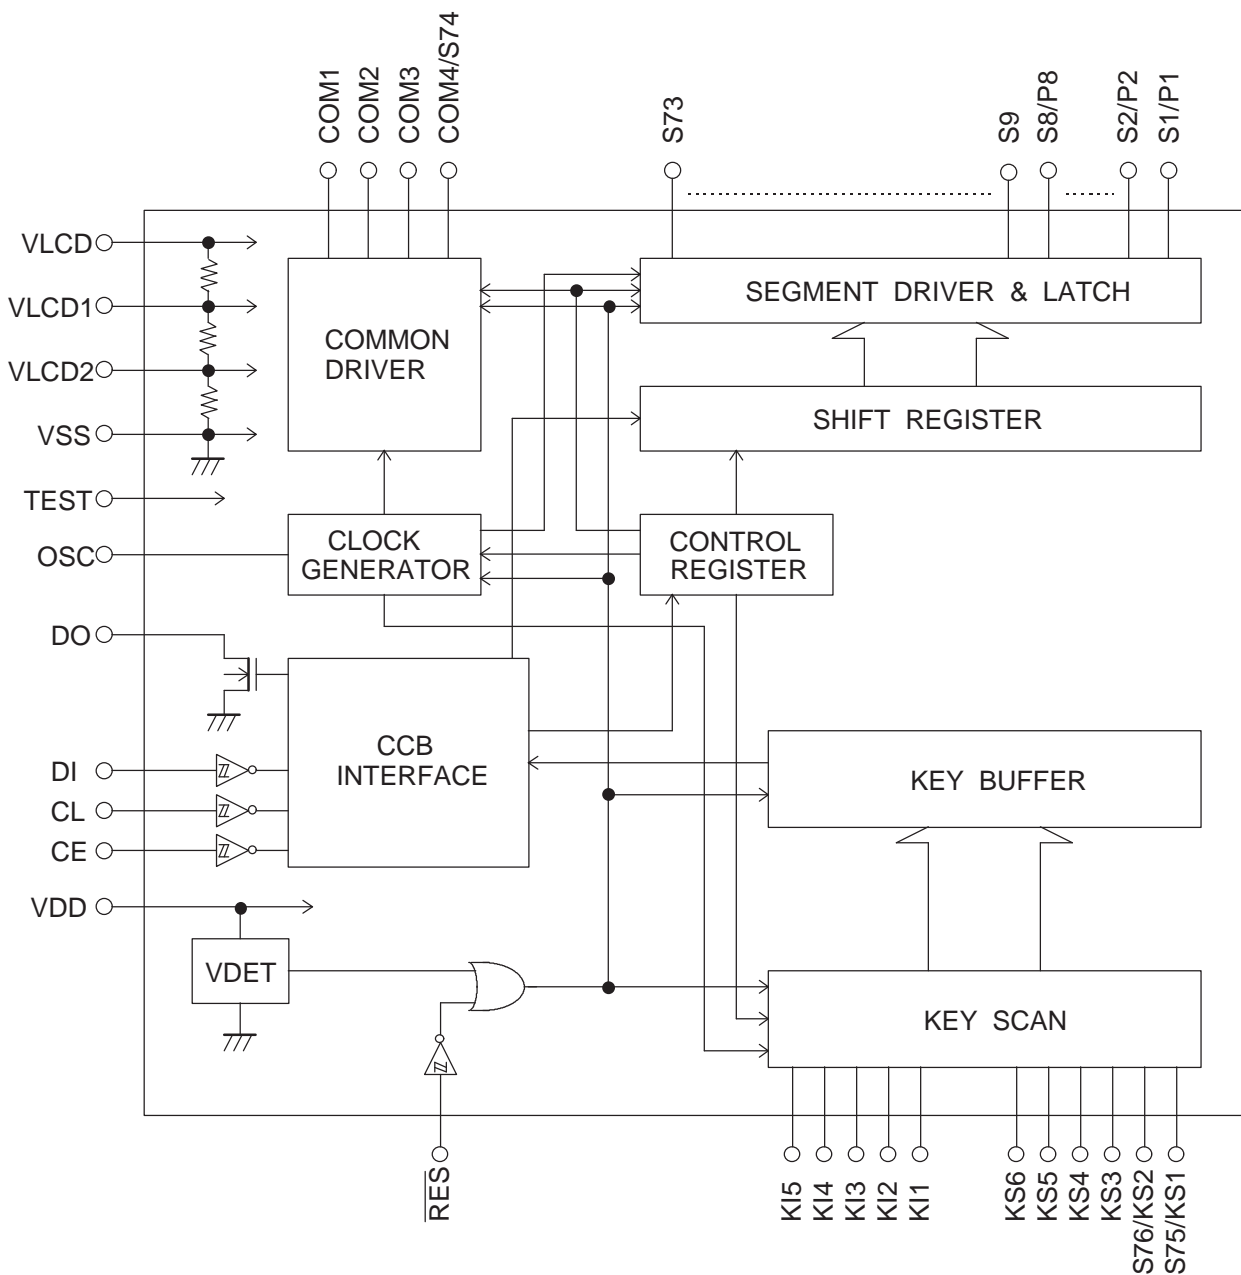 COM1
COM2
COM3
COM4/S74
S73
S9
S8/P8
S2/P2
S1/P1
VLCD
VLCD1
VLCD2
VSS
TEST
OSC
DO
DI
CL
CE
VDD
COMMON
DRIVER
SEGMENT DRIVER & LATCH
SHIFT REGISTER
CLOCK
GENERATOR
CONTROL
REGISTER
CCB
INTERFACE
KEY BUFFER
VDET
KEY SCAN
RES
KI5
KI4
KI3
KI2
KI1
KS6
KS5
KS4
KS3
S76/KS2
S75/KS1